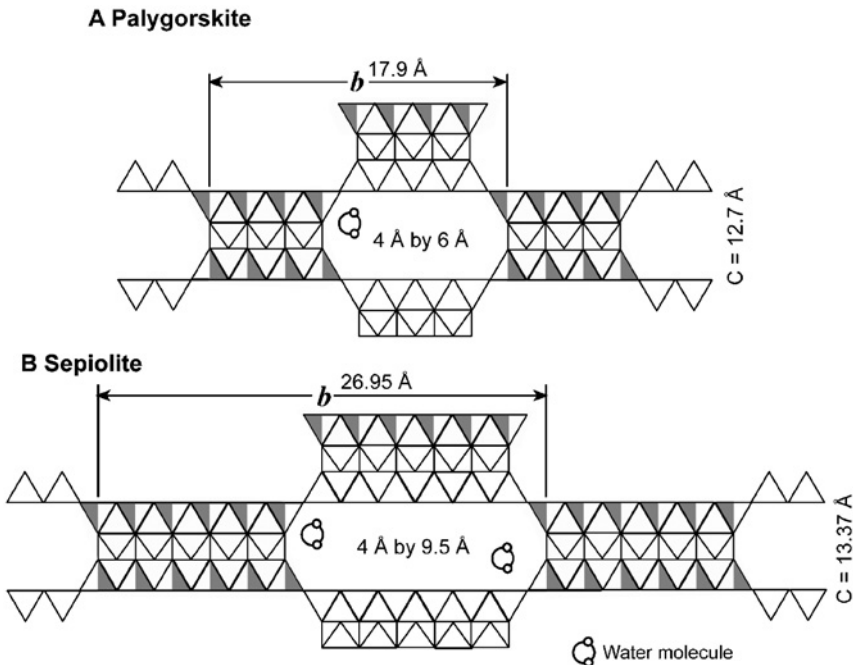 A Palygorskite
b 17.9 Å
4 Å by 6 Å
C = 12.7 Å
B Sepiolite
b 26.95 Å
4 Å by 9.5 Å
C = 13.37 Å
Water molecule